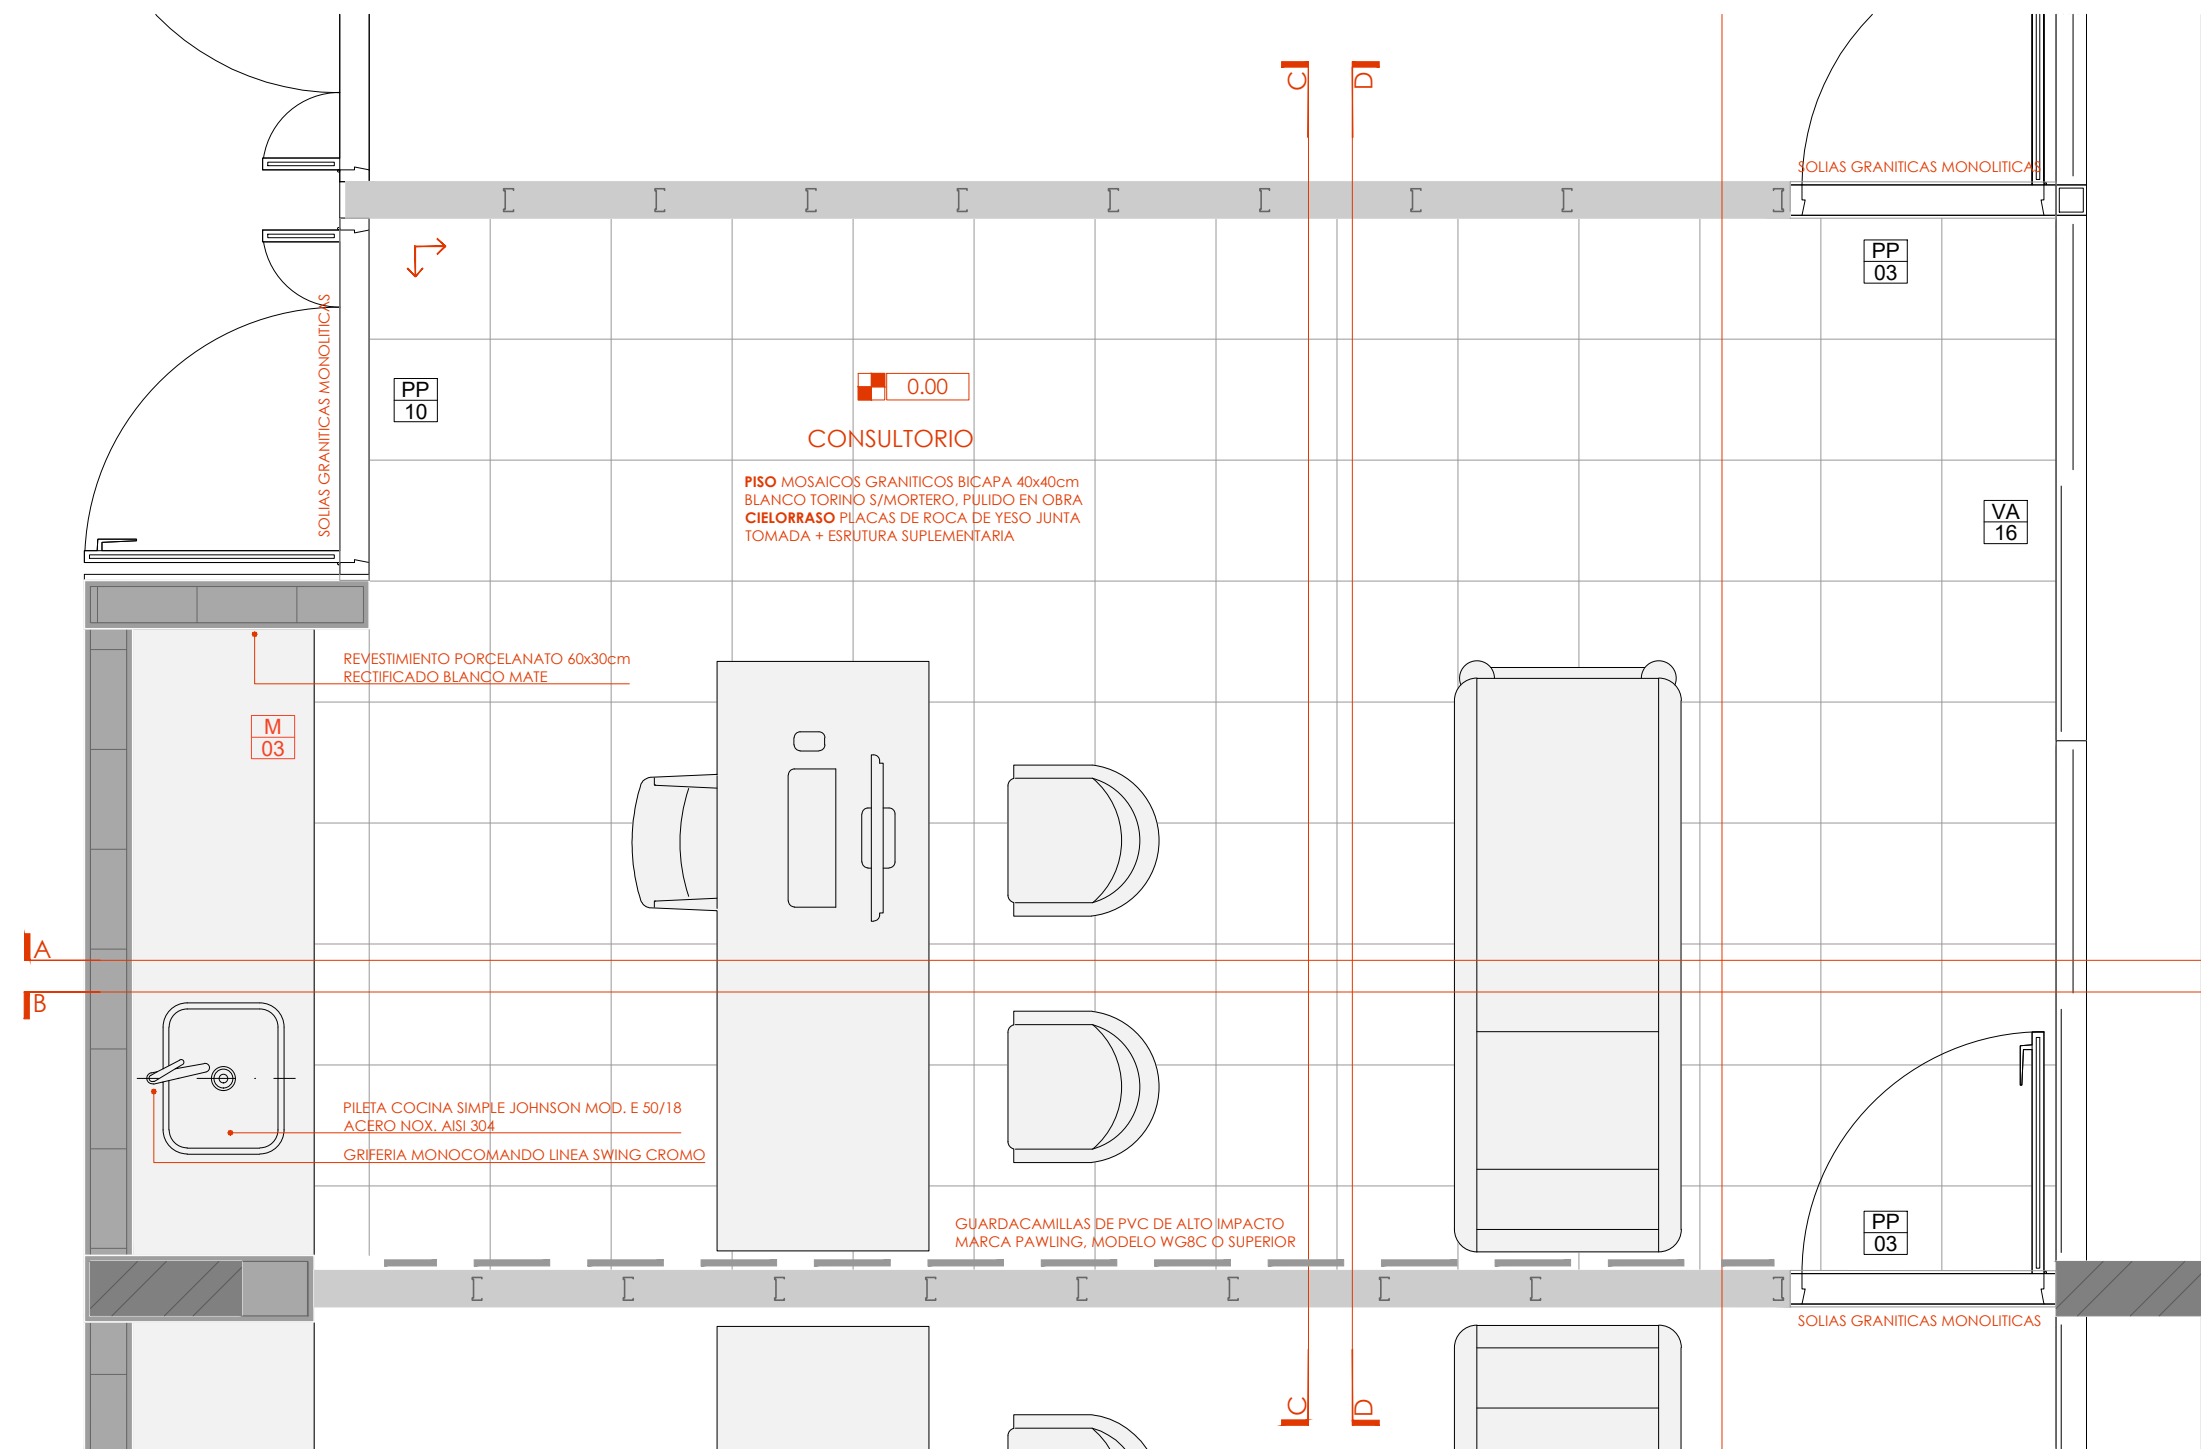 C
D
SOLIAS GRANITICAS MONOLITICAS
PP
03
SOLIAS GRANITICAS MONOLITICAS
PP
10
0.00
CONSULTORIO
PISO MOSAICOS GRANITICOS BICAPA 40x40cm
BLANCO TORINO S/MORTERO, PULIDO EN OBRA
CIELORRASO PLACAS DE ROCA DE YESO JUNTA
TOMADA + ESRUTURA SUPLEMENTARIA
VA
16
REVESTIMIENTO PORCELANATO 60x30cm
RECTIFICADO BLANCO MATE
M
03
A
B
PILETA COCINA SIMPLE JOHNSON MOD. E 50/18
ACERO NOX. AISI 304
GRIFERIA MONOCOMANDO LINEA SWING CROMO
GUARDACAMILLAS DE PVC DE ALTO IMPACTO
MARCA PAWLING, MODELO WG8C O SUPERIOR
PP
03
SOLIAS GRANITICAS MONOLITICAS
C
D